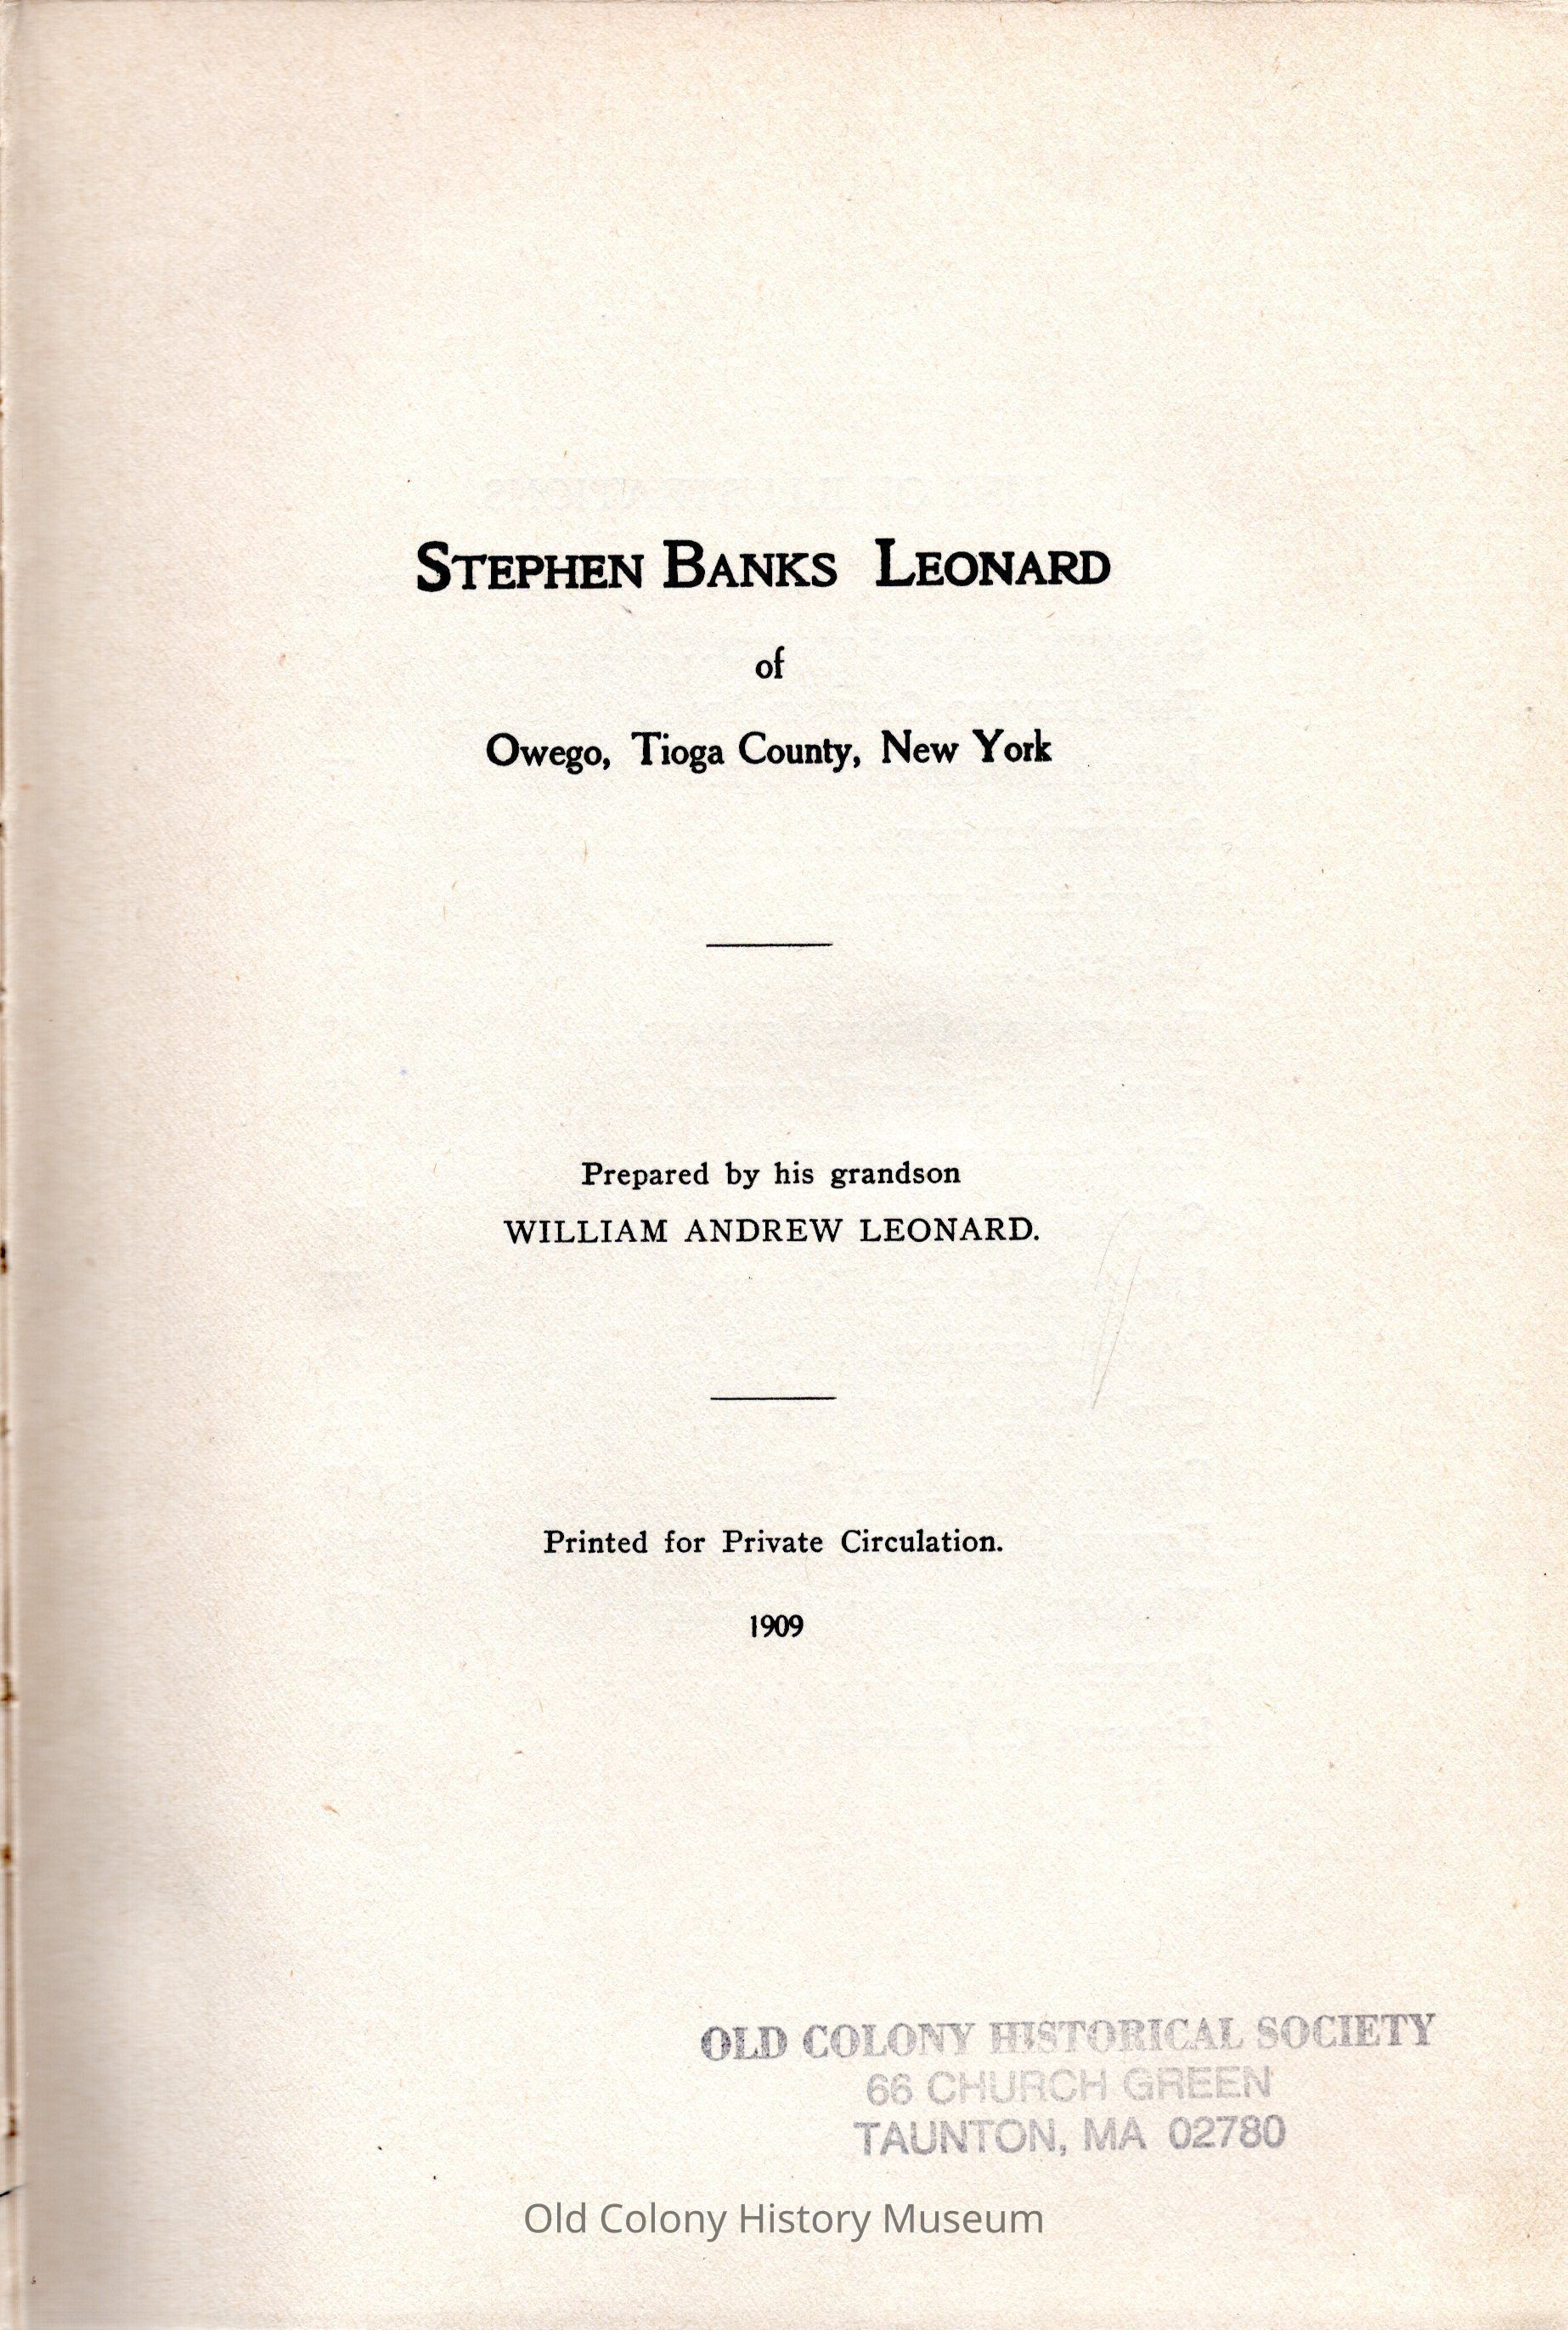 STEPHEN BANKS LEONARD
of
Owego, Tioga County, New York
Prepared by his grandson
WILLIAM ANDREW LEONARD.
Printed for Private Circulation.
1909
OLD COLONY HISTORICAL SOCIETY
66 CHURCH GREEN
TAUNTON, MA 02780
Old Colony History Museum